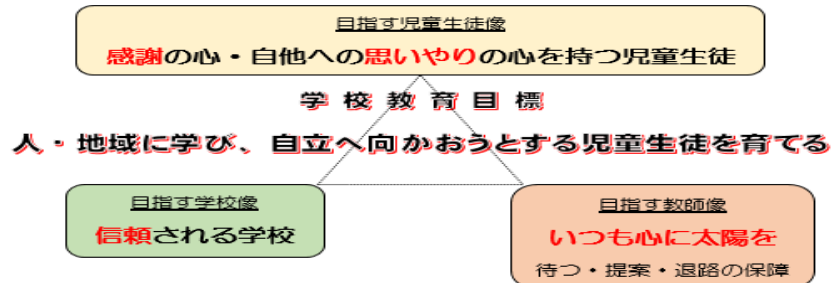 目指す児童生徒像
感謝の心・自他への思いやりの心を持つ児童生徒
学校教育目標
人・地域に学び、自立へ向かおうとする児童生徒を育てる
目指す学校像
信頼される学校
目指す教師像
いつも心に太陽を
待つ・提案・退路の保障